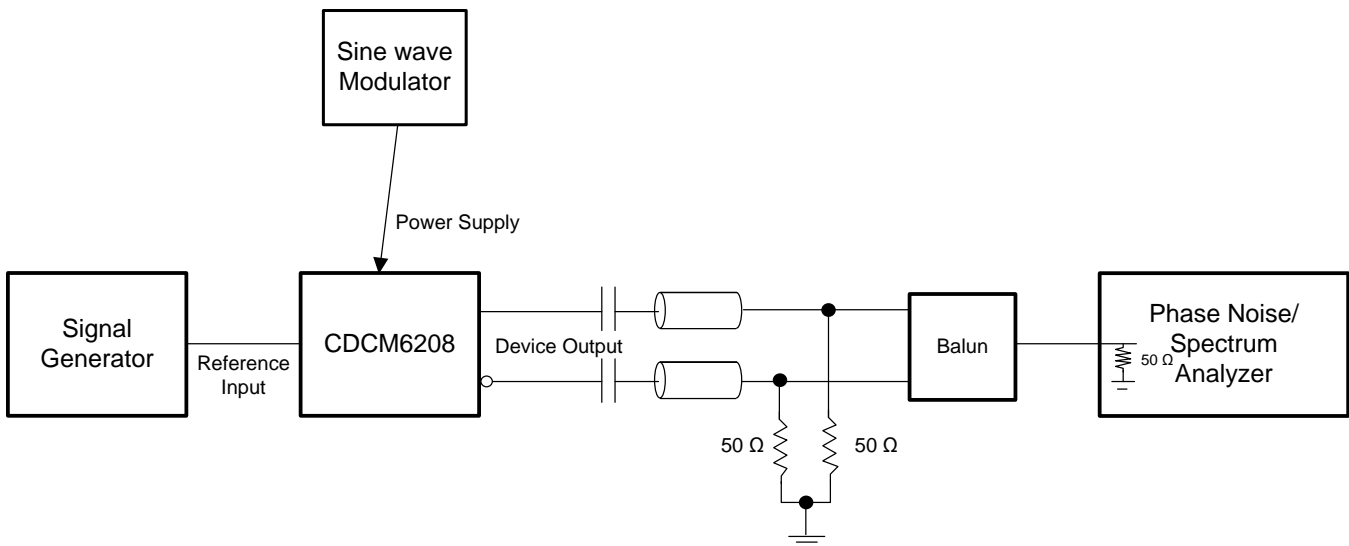 Sine wave
Modulator
Power Supply
Signal
Generator
Reference
Input
CDCM6208
Device Output
Balun
Phase Noise/
Spectrum
Analyzer
50 Ω
50 Ω
50 Ω